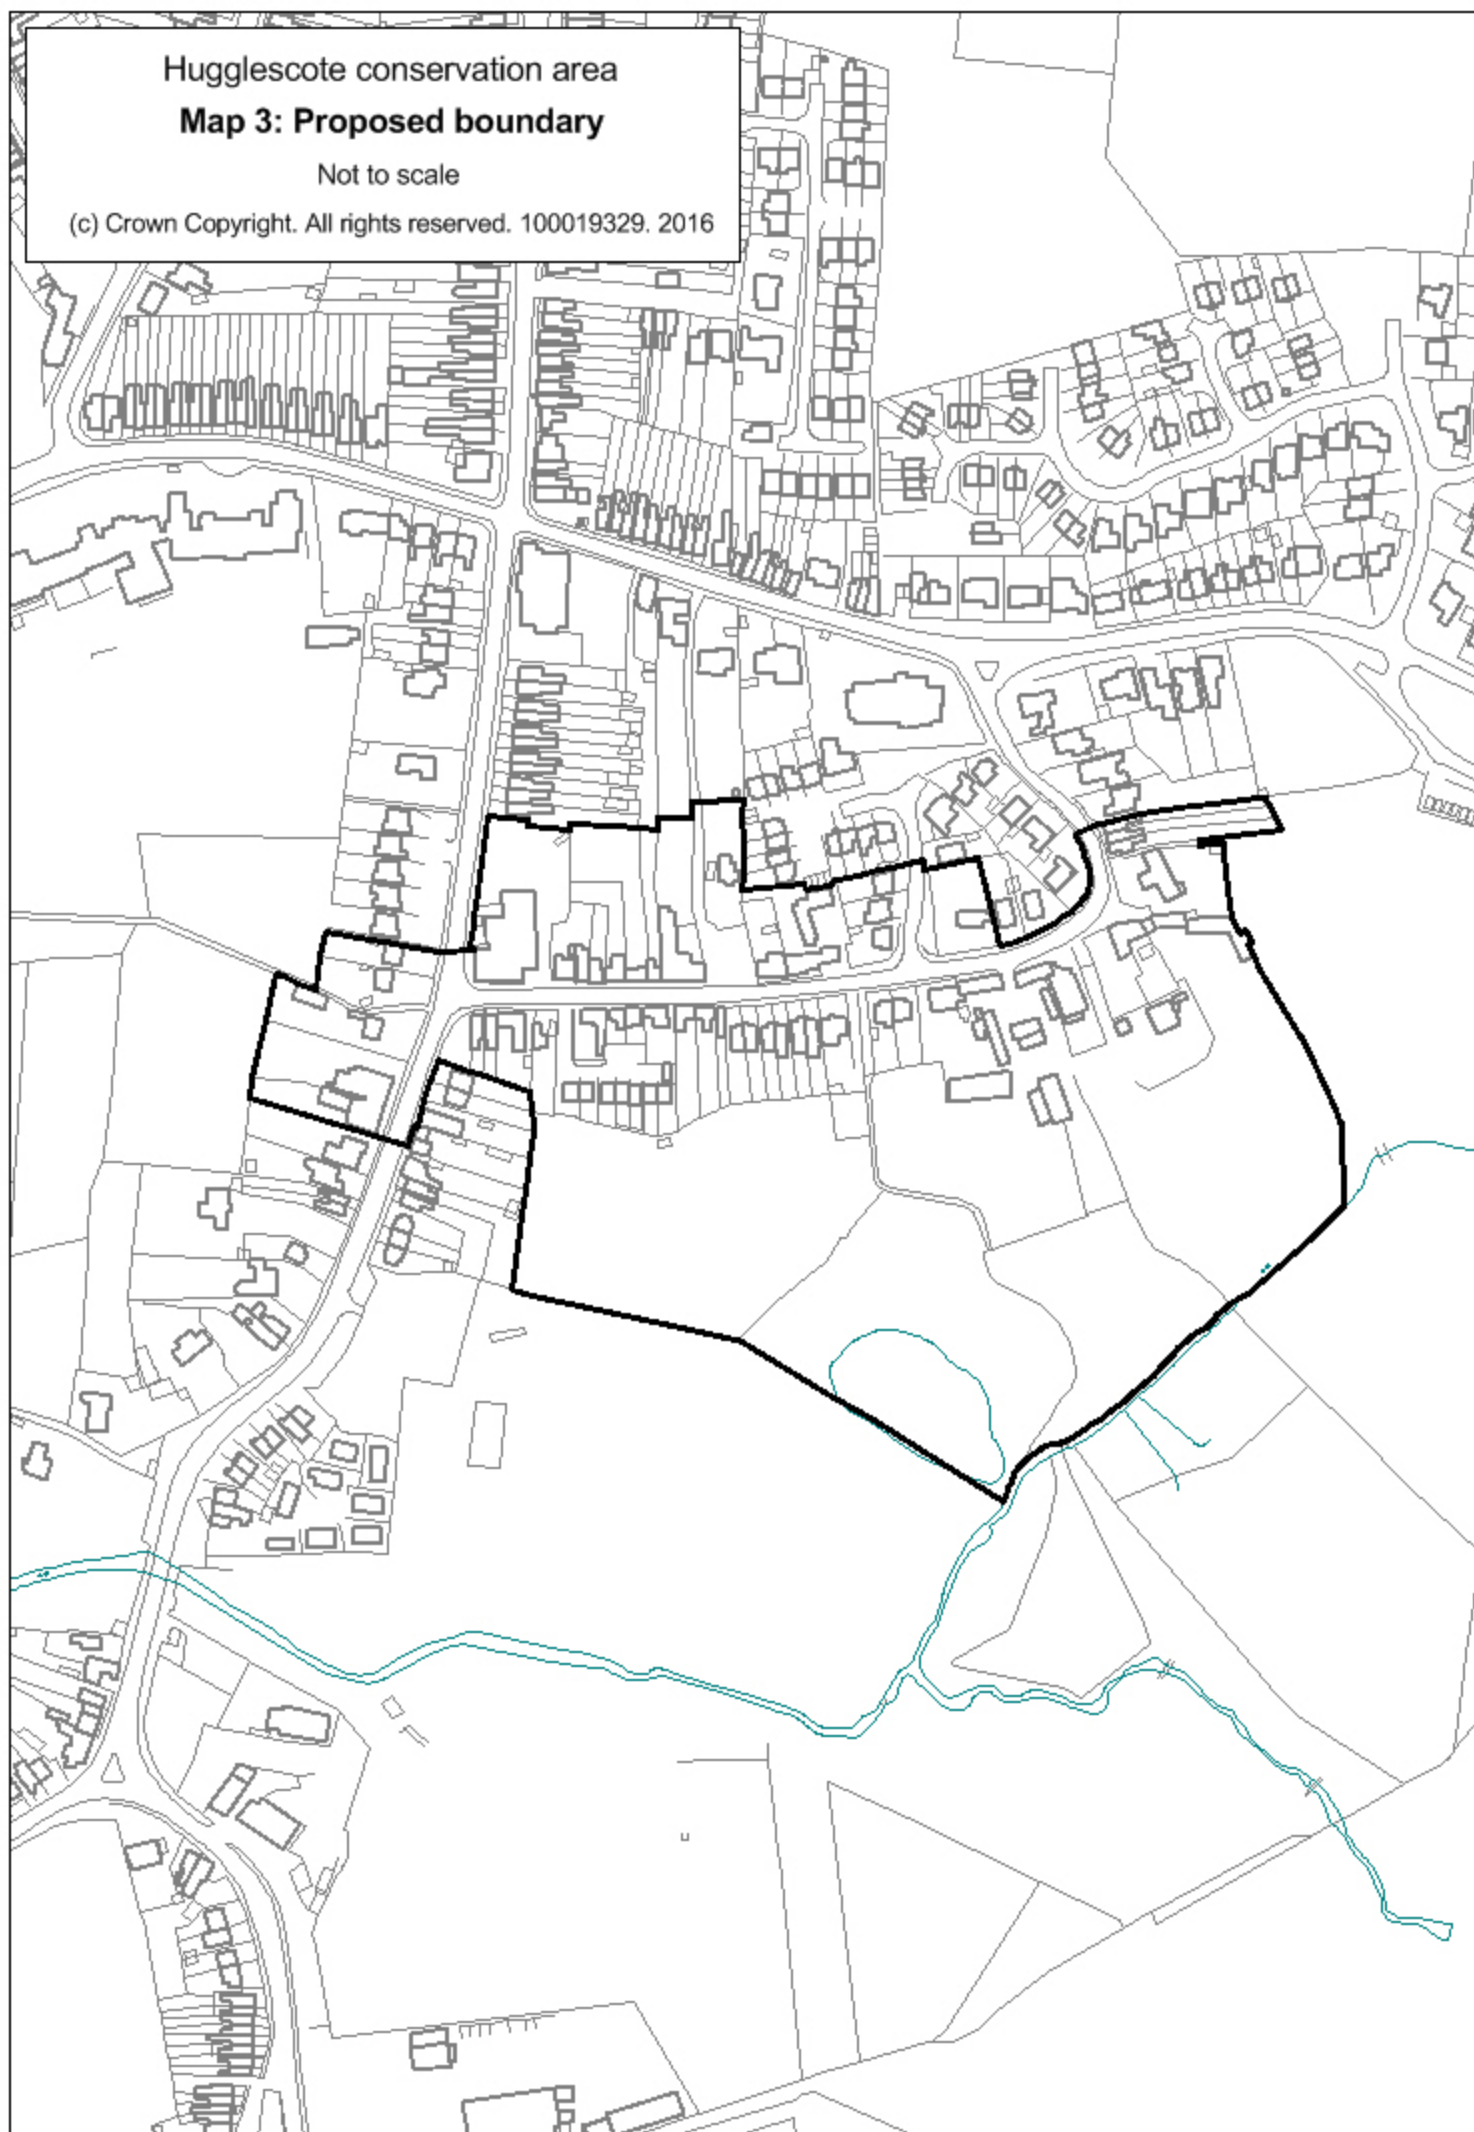 Hugglescote conservation area
Map 3: Proposed boundary
Not to scale
(c) Crown Copyright. All rights reserved. 100019329. 2016